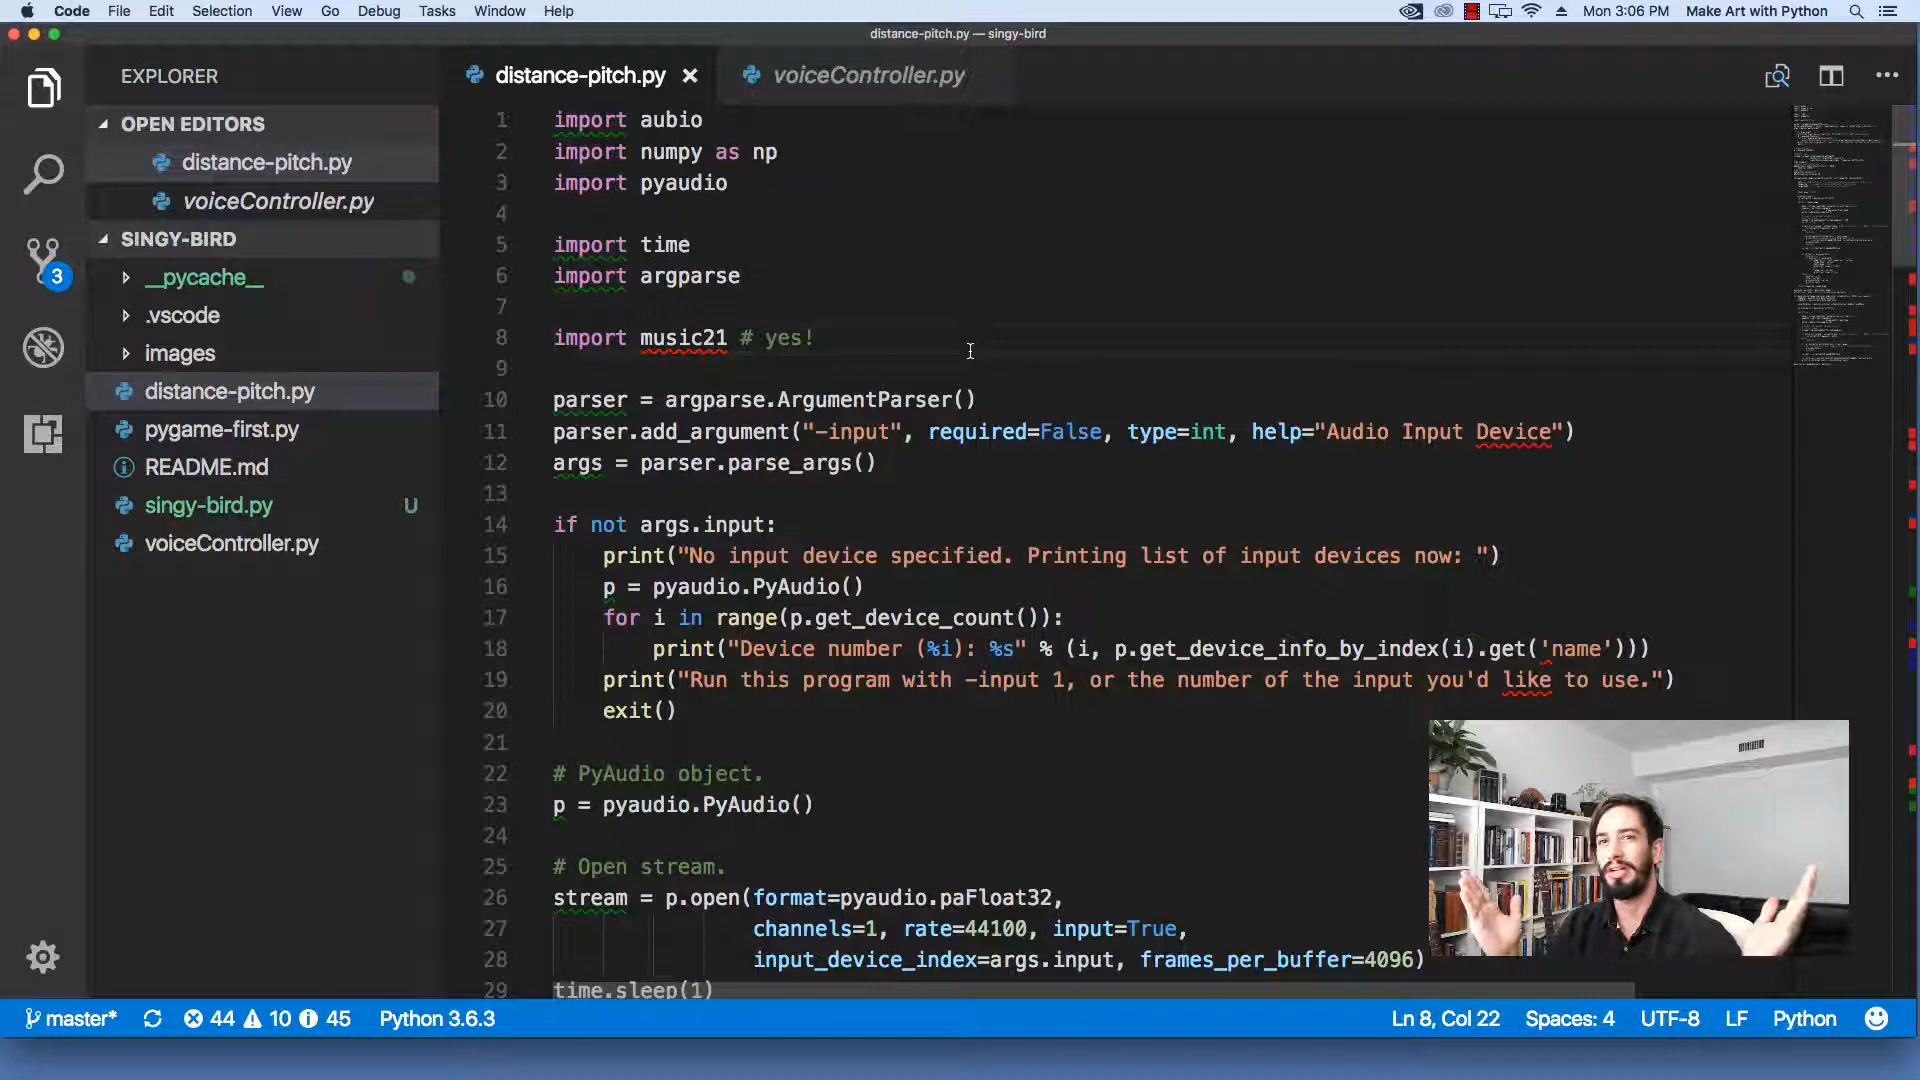 Code File Edit Selection View Go Debug Tasks Window Help
Mon 3:06 PM Make Art with Python
distance-pitch.py — singy-bird
EXPLORER
OPEN EDITORS
distance-pitch.py
voiceController.py
SINGY-BIRD
__pycache__
.vscode
images
distance-pitch.py
pygame-first.py
README.md
singy-bird.py U
voiceController.py
3
distance-pitch.py voiceController.py
1 import aubio
2 import numpy as np
3 import pyaudio
4
5 import time
6 import argparse
7
8 import music21 # yes!
9
10 parser = argparse.ArgumentParser()
11 parser.add_argument("-input", required=False, type=int, help="Audio Input Device")
12 args = parser.parse_args()
13
14 if not args.input:
15 print("No input device specified. Printing list of input devices now: ")
16 p = pyaudio.PyAudio()
17 for i in range(p.get_device_count()):
18 print("Device number (%i): %s" % (i, p.get_device_info_by_index(i).get('name')))
19 print("Run this program with -input 1, or the number of the input you'd like to use.")
20 exit()
21
22 # PyAudio object.
23 p = pyaudio.PyAudio()
24
25 # Open stream.
26 stream = p.open(format=pyaudio.paFloat32,
27 channels=1, rate=44100, input=True,
28 input_device_index=args.input, frames_per_buffer=4096)
29 time.sleep(1)
master* 44 10 45 Python 3.6.3 Ln 8, Col 22 Spaces: 4 UTF-8 LF Python